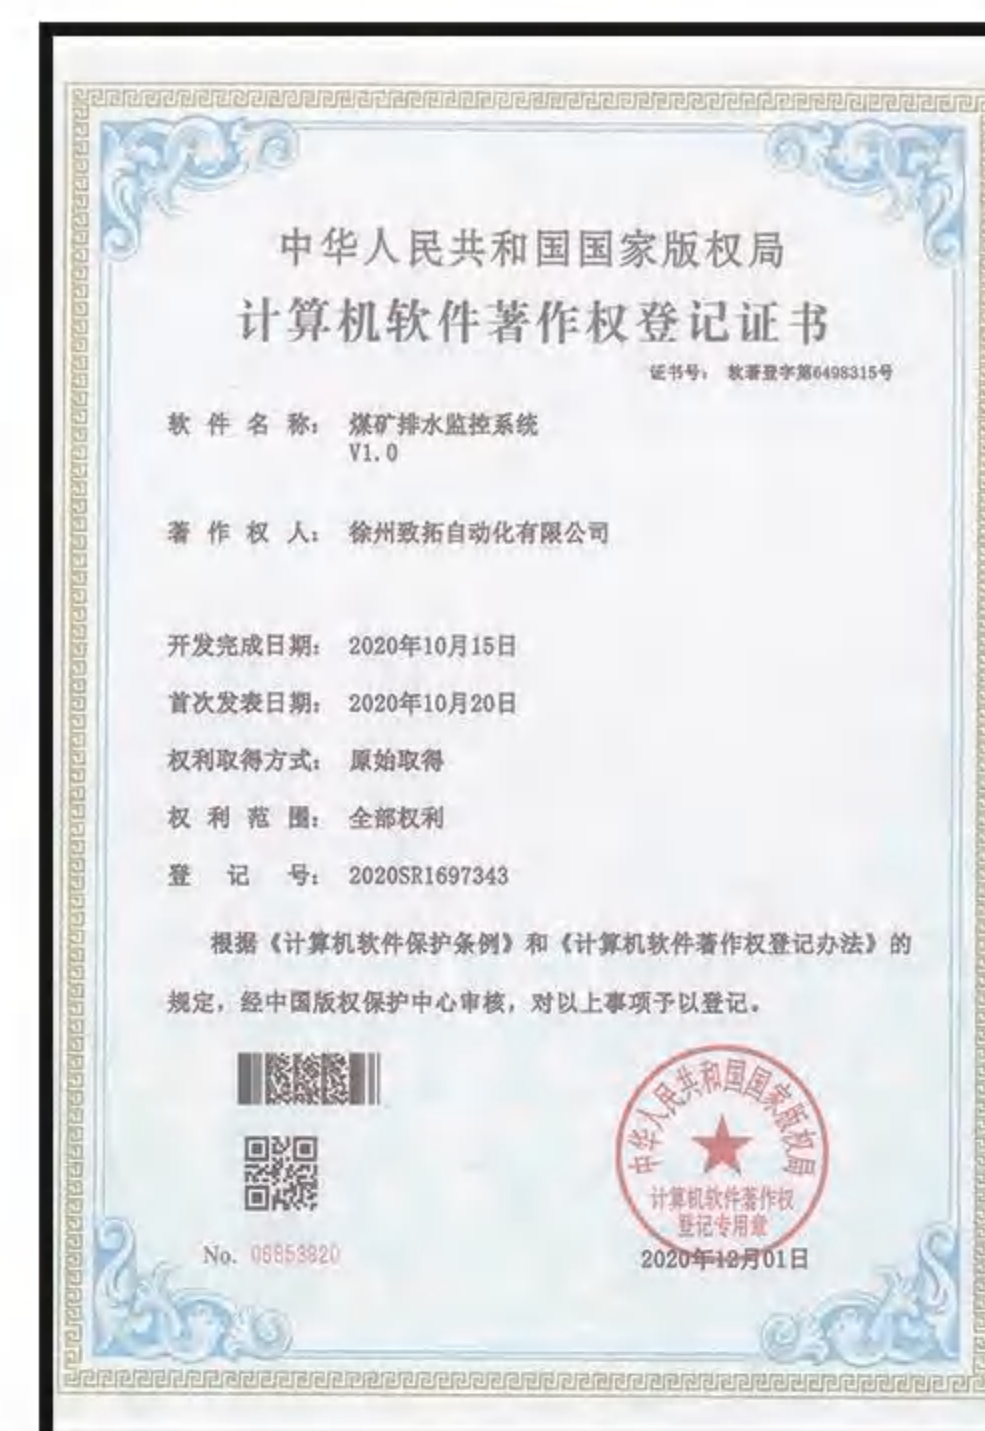 中华人民共和国国家版权局
计算机软件著作权登记证书
证书号: 软著登字第6498315号
软件名称: 煤矿排水监控系统
V1.0
著作权人: 徐州致拓自动化有限公司
开发完成日期: 2020年10月15日
首次发表日期: 2020年10月20日
权利取得方式: 原始取得
权利范围: 全部权利
登记号: 2020SR1697343
根据《计算机软件保护条例》和《计算机软件著作权登记办法》的
规定,经中国版权保护中心审核,对以上事项予以登记。
中华人民共和国国家版权局
计算机软件著作权
登记专用章
No. 06853820
2020年12月01日